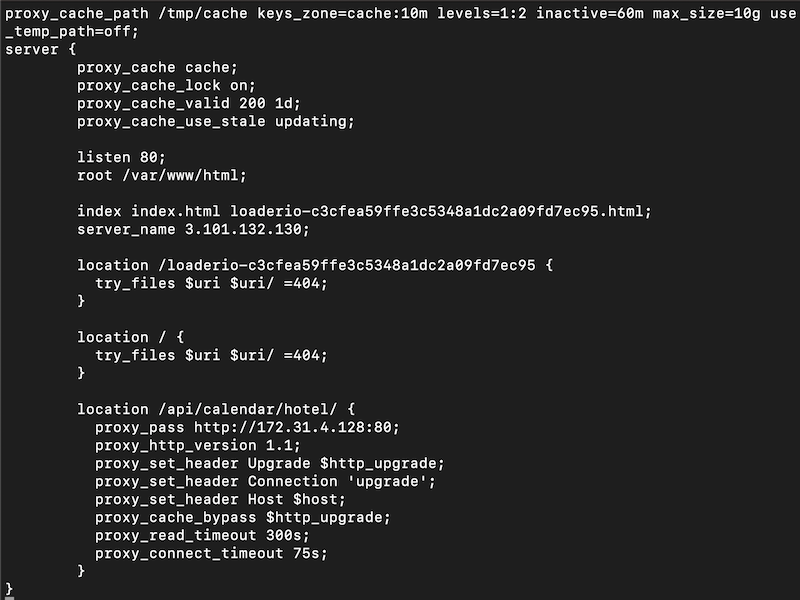 proxy_cache_path /tmp/cache keys_zone=cache:10m levels=1:2 inactive=60m max_size=10g use
_temp_path=off;
server {
        proxy_cache cache;
        proxy_cache_lock on;
        proxy_cache_valid 200 1d;
        proxy_cache_use_stale updating;

        listen 80;
        root /var/www/html;

        index index.html loaderio-c3cfea59ffe3c5348a1dc2a09fd7ec95.html;
        server_name 3.101.132.130;

        location /loaderio-c3cfea59ffe3c5348a1dc2a09fd7ec95 {
          try_files $uri $uri/ =404;
        }

        location / {
          try_files $uri $uri/ =404;
        }

        location /api/calendar/hotel/ {
          proxy_pass http://172.31.4.128:80;
          proxy_http_version 1.1;
          proxy_set_header Upgrade $http_upgrade;
          proxy_set_header Connection 'upgrade';
          proxy_set_header Host $host;
          proxy_cache_bypass $http_upgrade;
          proxy_read_timeout 300s;
          proxy_connect_timeout 75s;
        }
}